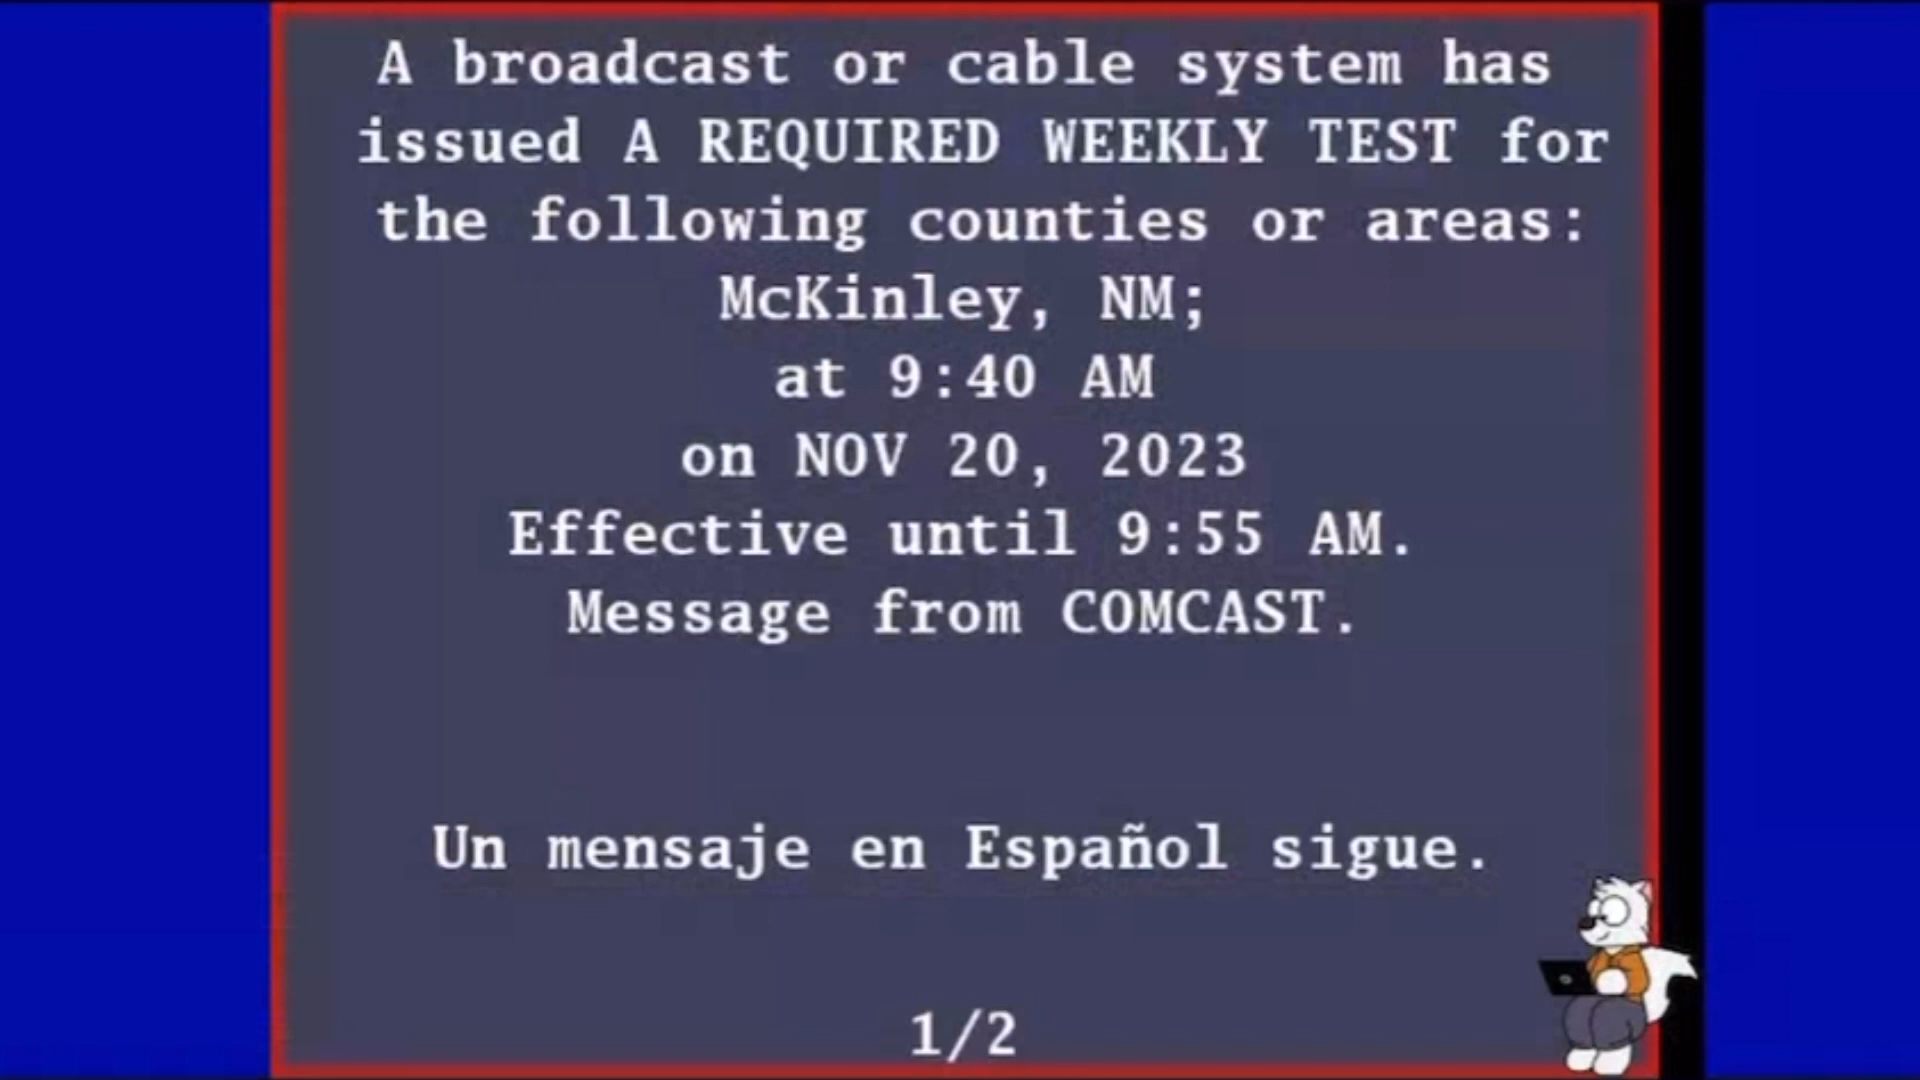 A broadcast or cable system has
issued A REQUIRED WEEKLY TEST for
the following counties or areas:
McKinley, NM;
at 9:40 AM
on NOV 20, 2023
Effective until 9:55 AM.
Message from COMCAST.
Un mensaje en Español sigue.
1/2